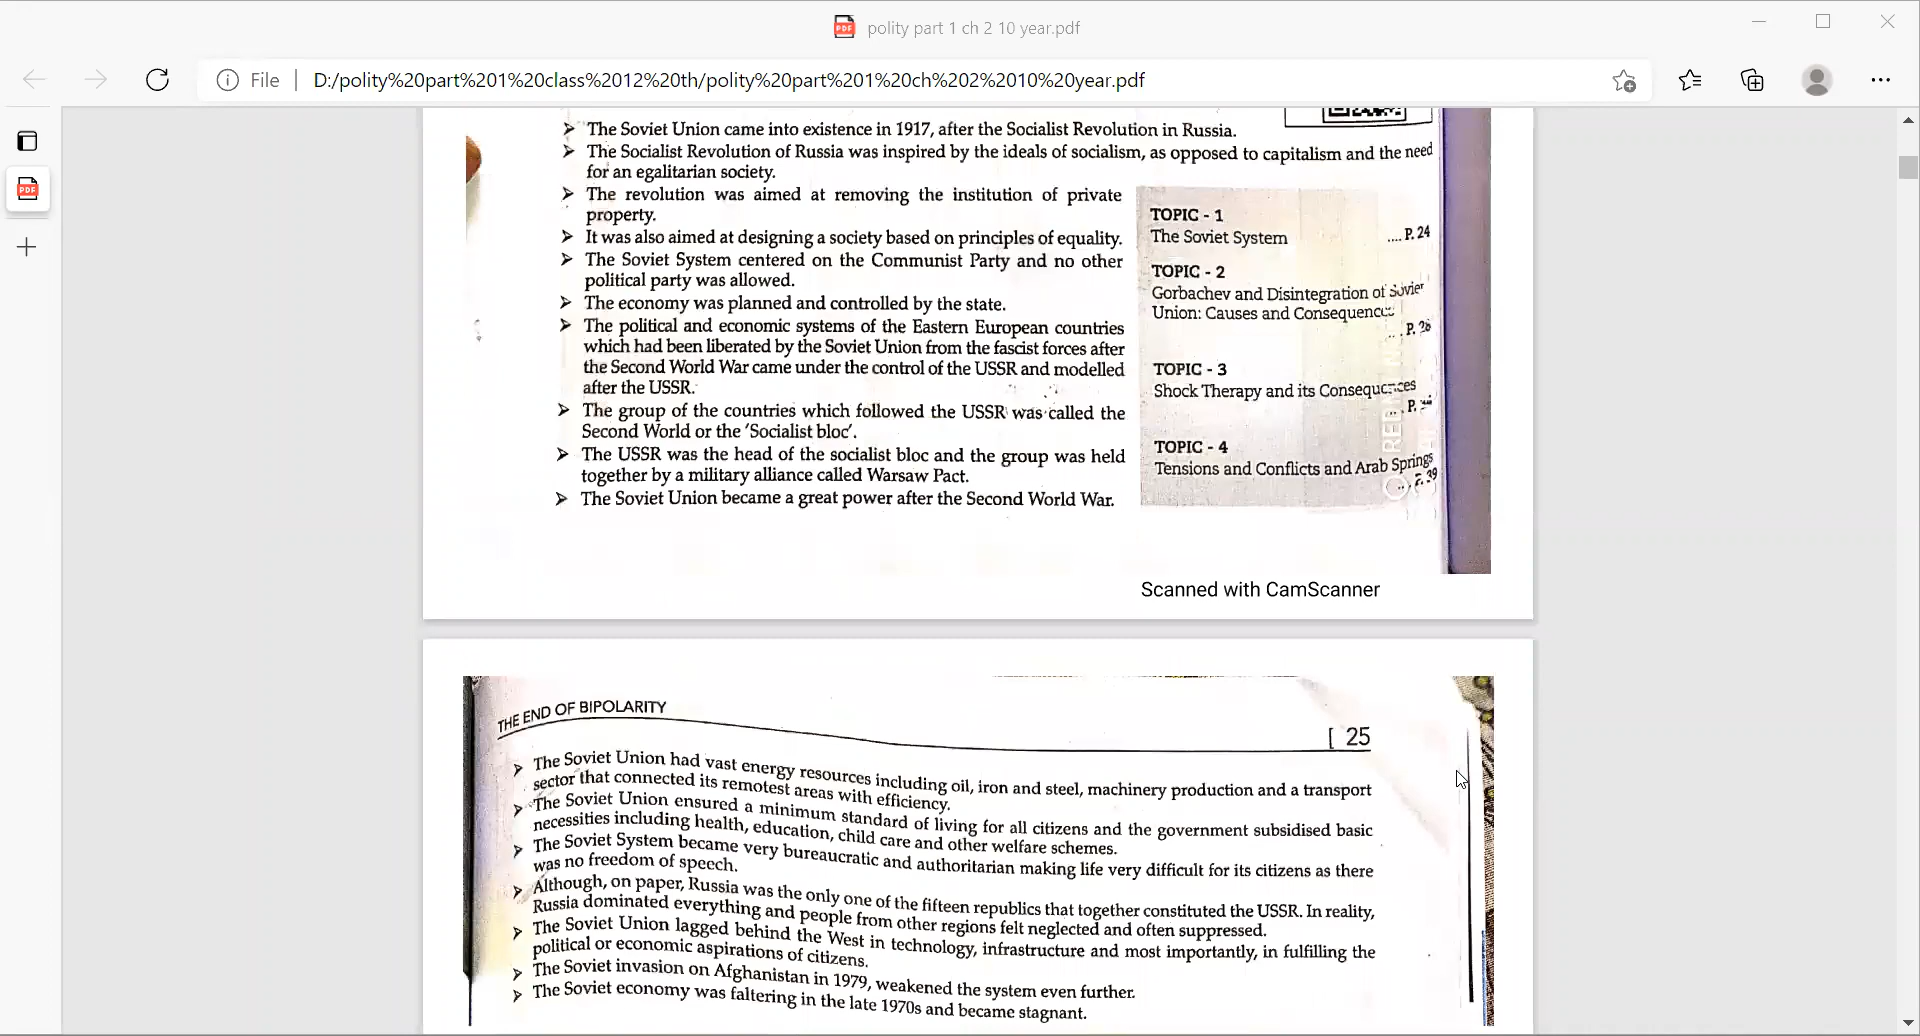 polity part 1 ch 2 10 year.pdf
File
D:/polity%20part%201%20class%2012%20th/polity%20part%201%20ch%202%2010%20year.pdf
PDF
➤ The Soviet Union came into existence in 1917, after the Socialist Revolution in Russia.
➤ The Socialist Revolution of Russia was inspired by the ideals of socialism, as opposed to capitalism and the need
for an egalitarian society.
➤ The revolution was aimed at removing the institution of private
property.
➤ It was also aimed at designing a society based on principles of equality.
➤ The Soviet System centered on the Communist Party and no other
political party was allowed.
➤ The economy was planned and controlled by the state.
➤ The political and economic systems of the Eastern European countries
which had been liberated by the Soviet Union from the fascist forces after
the Second World War came under the control of the USSR and modelled
after the USSR.
➤ The group of the countries which followed the USSR was called the
Second World or the 'Socialist bloc'.
➤ The USSR was the head of the socialist bloc and the group was held
together by a military alliance called Warsaw Pact.
➤ The Soviet Union became a great power after the Second World War.
TOPIC - 1
The Soviet System .... P. 24
TOPIC - 2
Gorbachev and Disintegration of Soviet
Union: Causes and Consequences
.... P. 26
TOPIC - 3
Shock Therapy and its Consequences
.... P.
TOPIC - 4
Tensions and Conflicts and Arab Springs
.... P. 39
Scanned with CamScanner
THE END OF BIPOLARITY
[ 25
➤ The Soviet Union had vast energy resources including oil, iron and steel, machinery production and a transport
sector that connected its remotest areas with efficiency.
➤ The Soviet Union ensured a minimum standard of living for all citizens and the government subsidised basic
necessities including health, education, child care and other welfare schemes.
➤ The Soviet System became very bureaucratic and authoritarian making life very difficult for its citizens as there
was no freedom of speech.
➤ Although, on paper, Russia was the only one of the fifteen republics that together constituted the USSR. In reality,
Russia dominated everything and people from other regions felt neglected and often suppressed.
➤ The Soviet Union lagged behind the West in technology, infrastructure and most importantly, in fulfilling the
political or economic aspirations of citizens.
➤ The Soviet invasion on Afghanistan in 1979, weakened the system even further.
➤ The Soviet economy was faltering in the late 1970s and became stagnant.